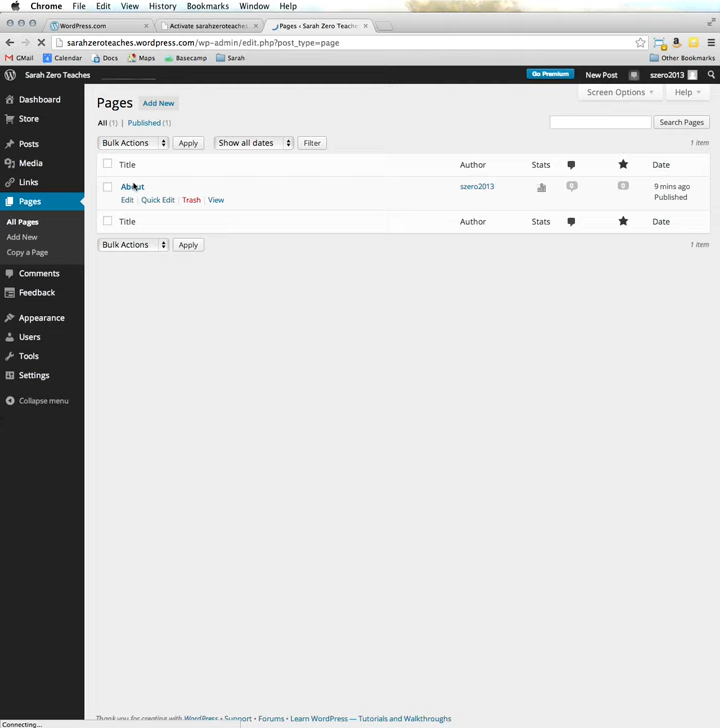 Chrome File Edit View History Bookmarks Window Help
WordPress.com × Activate sarahzeroteaches × Pages ‹ Sarah Zero Teache ×
sarahzeroteaches.wordpress.com/wp-admin/edit.php?post_type=page
GMail Calendar Docs Maps Basecamp Sarah Other Bookmarks
Sarah Zero Teaches Go Premium New Post szero2013
Dashboard
Store
Posts
Media
Links
Pages
All Pages
Add New
Copy a Page
Comments
Feedback
Appearance
Users
Tools
Settings
Collapse menu
Screen Options Help
Pages Add New
All (1) | Published (1)
Search Pages
Bulk Actions Apply Show all dates Filter 1 item
Title Author Stats Date
About szero2013 0 0 9 mins ago
Edit | Quick Edit | Trash | View Published
Title Author Stats Date
Bulk Actions Apply 1 item
Thank you for creating with WordPress • Support • Forums • Learn WordPress — Tutorials and Walkthroughs
Connecting...